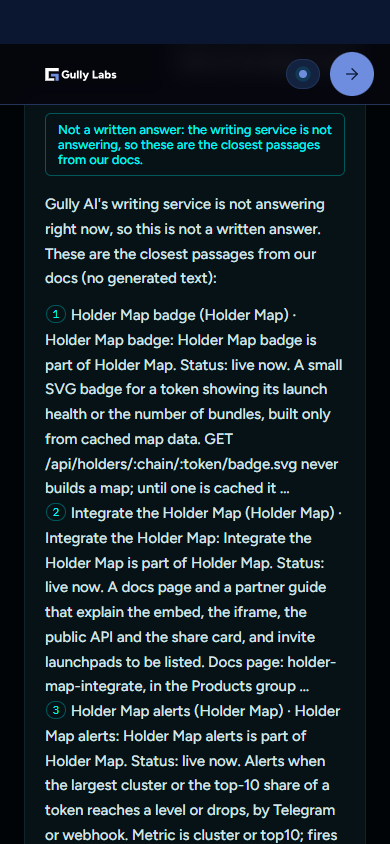 Gully Labs
Not a written answer: the writing service is not
answering, so these are the closest passages
from our docs.
Gully AI's writing service is not answering
right now, so this is not a written answer.
These are the closest passages from our
docs (no generated text):
1 Holder Map badge (Holder Map) ·
Holder Map badge: Holder Map badge is
part of Holder Map. Status: live now. A small
SVG badge for a token showing its launch
health or the number of bundles, built only
from cached map data. GET
/api/holders/:chain/:token/badge.svg never
builds a map; until one is cached it ...
2 Integrate the Holder Map (Holder Map) ·
Integrate the Holder Map: Integrate the
Holder Map is part of Holder Map. Status:
live now. A docs page and a partner guide
that explain the embed, the iframe, the
public API and the share card, and invite
launchpads to be listed. Docs page: holder-
map-integrate, in the Products group ...
3 Holder Map alerts (Holder Map) · Holder
Map alerts: Holder Map alerts is part of
Holder Map. Status: live now. Alerts when
the largest cluster or the top-10 share of a
token reaches a level or drops, by Telegram
or webhook. Metric is cluster or top10; fires